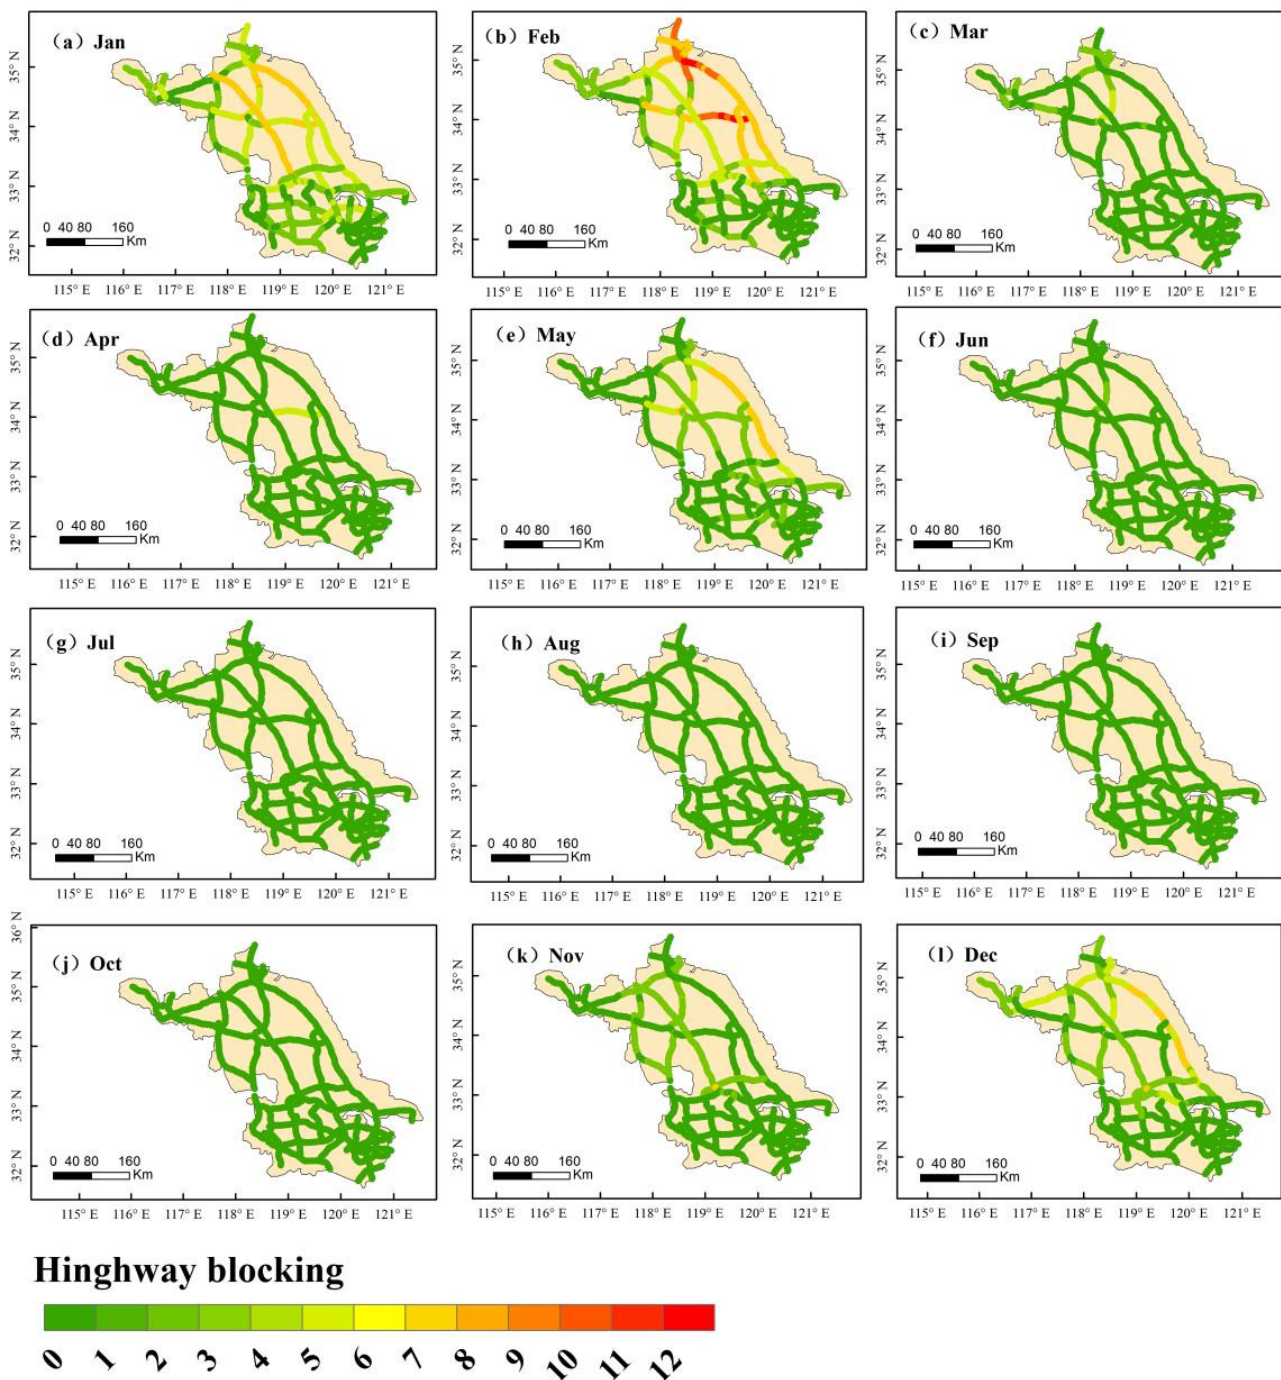 （a）Jan
35° N
34° N
33° N
32° N
0 40 80 160
Km
115° E 116° E 117° E 118° E 119° E 120° E 121° E
（b）Feb
35° N
34° N
33° N
32° N
0 40 80 160
Km
115° E 116° E 117° E 118° E 119° E 120° E 121° E
（c）Mar
35° N
34° N
33° N
32° N
0 40 80 160
Km
115° E 116° E 117° E 118° E 119° E 120° E 121° E
（d）Apr
35° N
34° N
33° N
32° N
0 40 80 160
Km
115° E 116° E 117° E 118° E 119° E 120° E 121° E
（e）May
35° N
34° N
33° N
32° N
0 40 80 160
Km
115° E 116° E 117° E 118° E 119° E 120° E 121° E
（f）Jun
35° N
34° N
33° N
32° N
0 40 80 160
Km
115° E 116° E 117° E 118° E 119° E 120° E 121° E
（g）Jul
35° N
34° N
33° N
32° N
0 40 80 160
Km
115° E 116° E 117° E 118° E 119° E 120° E 121° E
（h）Aug
35° N
34° N
33° N
32° N
0 40 80 160
Km
115° E 116° E 117° E 118° E 119° E 120° E 121° E
（i）Sep
35° N
34° N
33° N
32° N
0 40 80 160
Km
115° E 116° E 117° E 118° E 119° E 120° E 121° E
（j）Oct
36° N
35° N
34° N
33° N
32° N
0 40 80 160
Km
115° E 116° E 117° E 118° E 119° E 120° E 121° E
（k）Nov
35° N
34° N
33° N
32° N
0 40 80 160
Km
115° E 116° E 117° E 118° E 119° E 120° E 121° E
（l）Dec
35° N
34° N
33° N
32° N
0 40 80 160
Km
115° E 116° E 117° E 118° E 119° E 120° E 121° E
Hinghway blocking
0 1 2 3 4 5 6 7 8 9 10 11 12